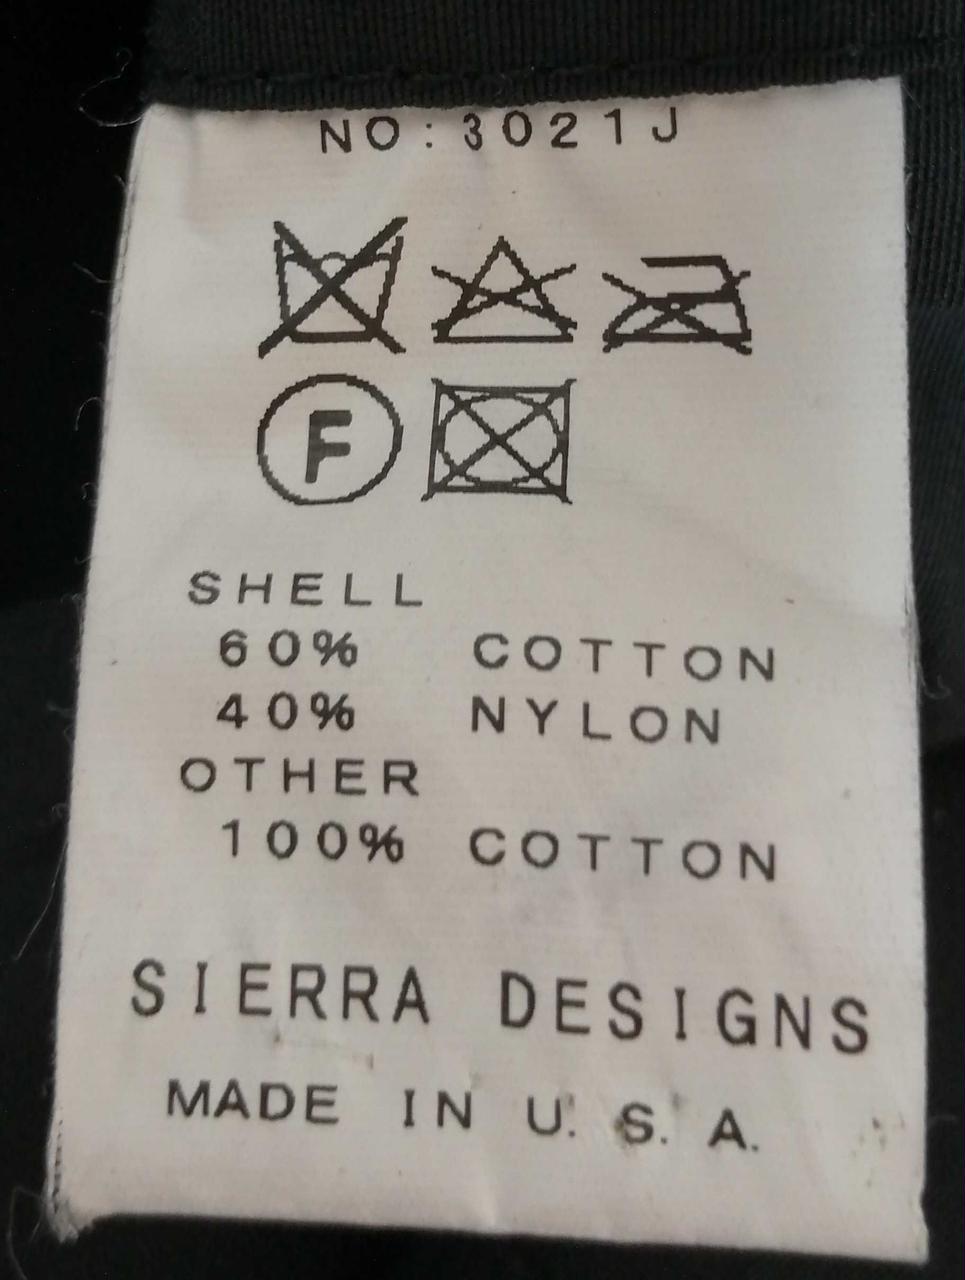 NO:3021J
F
SHELL
60% COTTON
40% NYLON
OTHER
100% COTTON
SIERRA DESIGNS
MADE IN U.S.A.